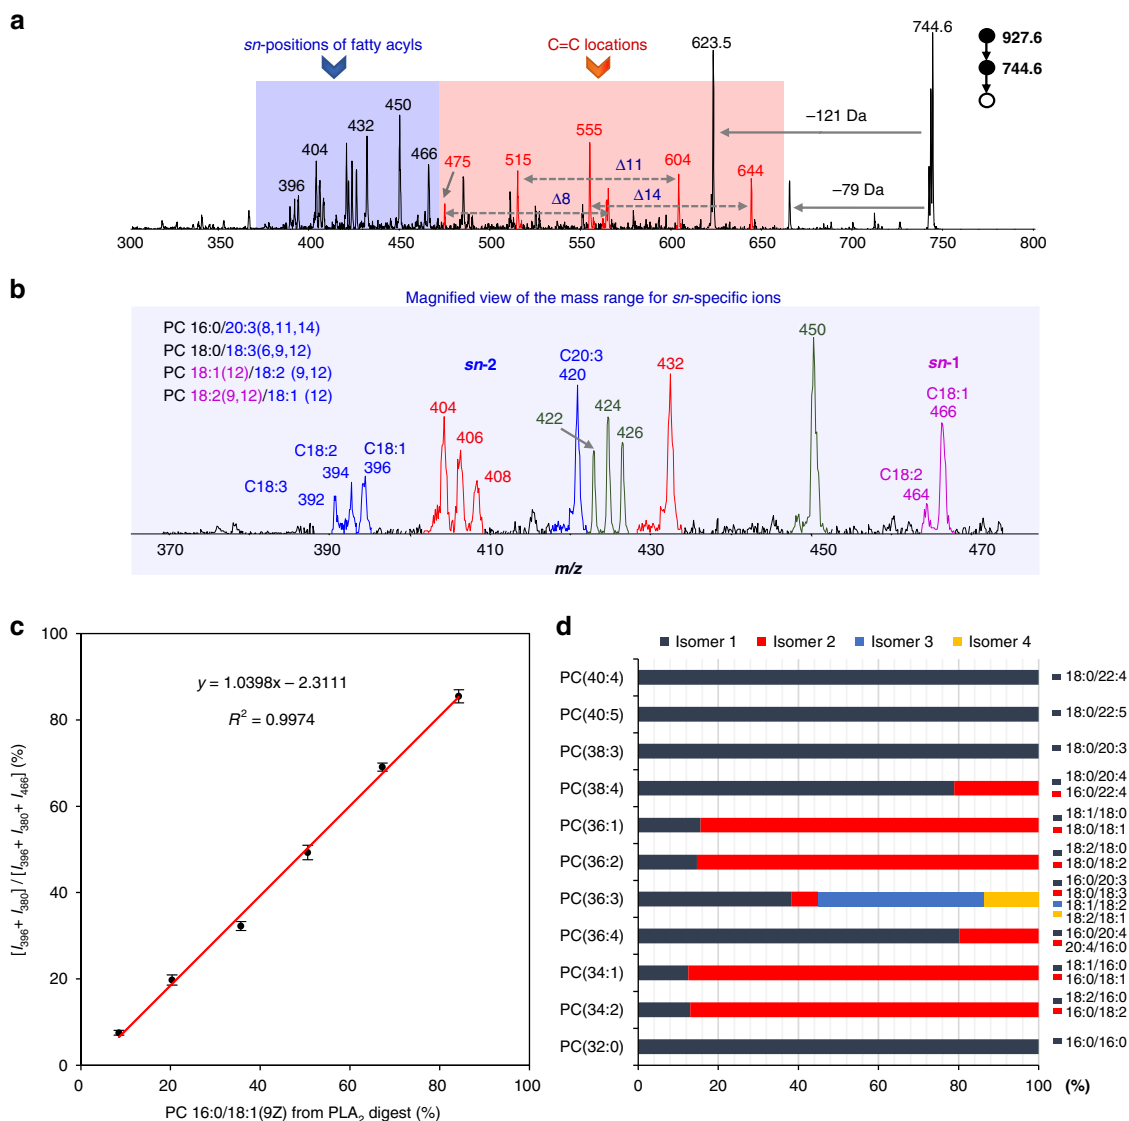 a
sn-positions of fatty acyls
C=C locations
623.5
744.6
927.6
744.6
−121 Da
−79 Da
396
404
432
450
466
475
515
555
604
644
Δ11
Δ8
Δ14
300 400 450 500 550 600 650 700 750 800
b
Magnified view of the mass range for sn-specific ions
PC 16:0/20:3(8,11,14)
PC 18:0/18:3(6,9,12)
PC 18:1(12)/18:2 (9,12)
PC 18:2(9,12)/18:1 (12)
sn-2
sn-1
C18:3
392
C18:2
394
C18:1
396
404
406
408
C20:3
420
422
424
426
432
450
C18:2
464
C18:1
466
370 390 410 430 450 470
m/z
c
y = 1.0398x − 2.3111
R² = 0.9974
[I₃₉₆+ I₃₈₀] / [I₃₉₆+ I₃₈₀+ I₄₆₆] (%)
100
80
60
40
20
0
0 20 40 60 80 100
PC 16:0/18:1(9Z) from PLA₂ digest (%)
d
Isomer 1 Isomer 2 Isomer 3 Isomer 4
PC(40:4)
18:0/22:4
PC(40:5)
18:0/22:5
PC(38:3)
18:0/20:3
PC(38:4)
18:0/20:4
16:0/22:4
PC(36:1)
18:1/18:0
18:0/18:1
PC(36:2)
18:2/18:0
18:0/18:2
PC(36:3)
16:0/20:3
18:0/18:3
18:1/18:2
18:2/18:1
PC(36:4)
16:0/20:4
20:4/16:0
PC(34:1)
18:1/16:0
16:0/18:1
PC(34:2)
18:2/16:0
16:0/18:2
PC(32:0)
16:0/16:0
0 20 40 60 80 100 (%)